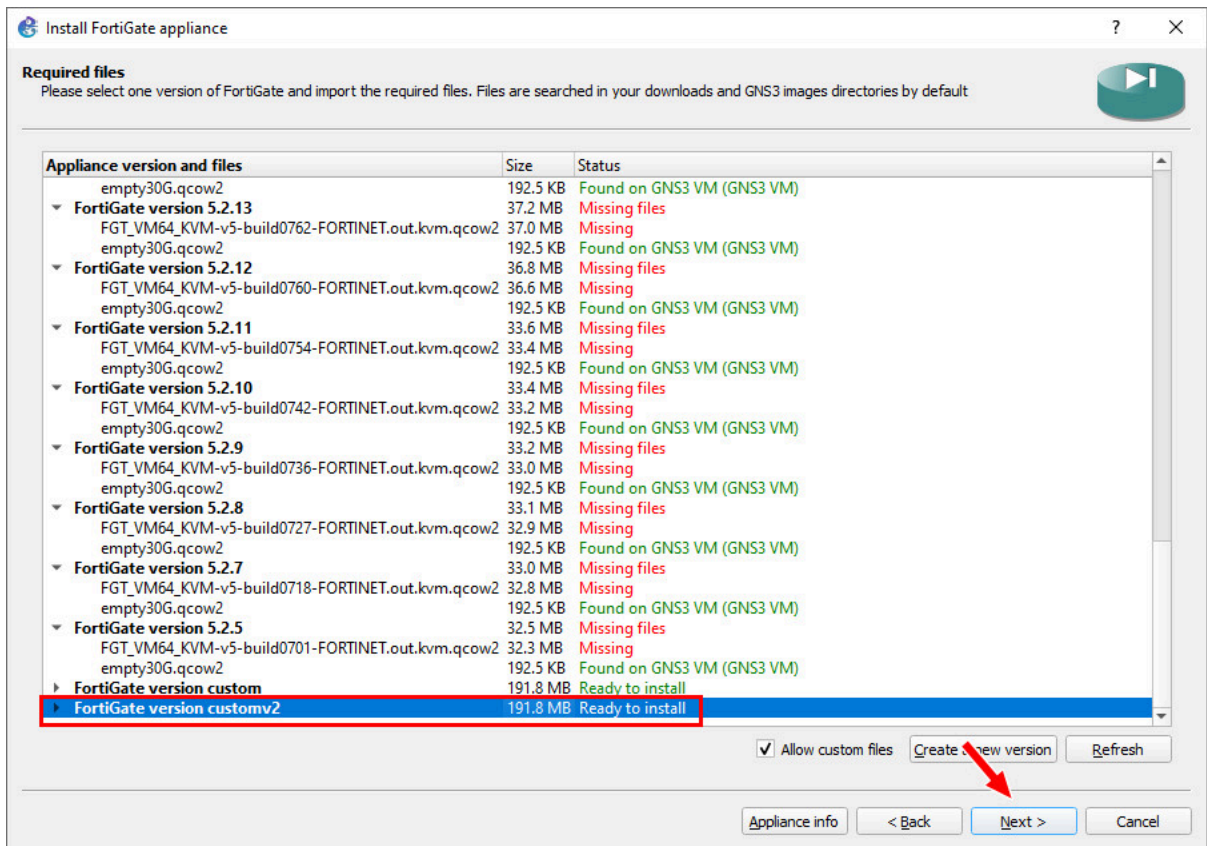 Install FortiGate appliance
?
Required files
Please select one version of FortiGate and import the required files. Files are searched in your downloads and GNS3 images directories by default
Appliance version and files Size Status
empty30G.qcow2 192.5 KB Found on GNS3 VM (GNS3 VM)
FortiGate version 5.2.13 37.2 MB Missing files
FGT_VM64_KVM-v5-build0762-FORTINET.out.kvm.qcow2 37.0 MB Missing
empty30G.qcow2 192.5 KB Found on GNS3 VM (GNS3 VM)
FortiGate version 5.2.12 36.8 MB Missing files
FGT_VM64_KVM-v5-build0760-FORTINET.out.kvm.qcow2 36.6 MB Missing
empty30G.qcow2 192.5 KB Found on GNS3 VM (GNS3 VM)
FortiGate version 5.2.11 33.6 MB Missing files
FGT_VM64_KVM-v5-build0754-FORTINET.out.kvm.qcow2 33.4 MB Missing
empty30G.qcow2 192.5 KB Found on GNS3 VM (GNS3 VM)
FortiGate version 5.2.10 33.4 MB Missing files
FGT_VM64_KVM-v5-build0742-FORTINET.out.kvm.qcow2 33.2 MB Missing
empty30G.qcow2 192.5 KB Found on GNS3 VM (GNS3 VM)
FortiGate version 5.2.9 33.2 MB Missing files
FGT_VM64_KVM-v5-build0736-FORTINET.out.kvm.qcow2 33.0 MB Missing
empty30G.qcow2 192.5 KB Found on GNS3 VM (GNS3 VM)
FortiGate version 5.2.8 33.1 MB Missing files
FGT_VM64_KVM-v5-build0727-FORTINET.out.kvm.qcow2 32.9 MB Missing
empty30G.qcow2 192.5 KB Found on GNS3 VM (GNS3 VM)
FortiGate version 5.2.7 33.0 MB Missing files
FGT_VM64_KVM-v5-build0718-FORTINET.out.kvm.qcow2 32.8 MB Missing
empty30G.qcow2 192.5 KB Found on GNS3 VM (GNS3 VM)
FortiGate version 5.2.5 32.5 MB Missing files
FGT_VM64_KVM-v5-build0701-FORTINET.out.kvm.qcow2 32.3 MB Missing
empty30G.qcow2 192.5 KB Found on GNS3 VM (GNS3 VM)
FortiGate version custom 191.8 MB Ready to install
FortiGate version customv2 191.8 MB Ready to install
Allow custom files Create a new version Refresh
Appliance info < Back Next > Cancel